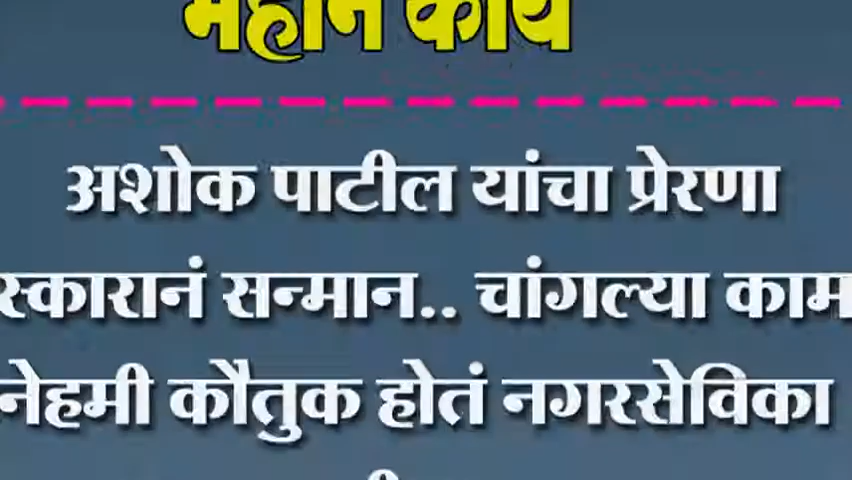 महान कार्य
अशोक पाटील यांचा प्रेरणा
स्कारानं सन्मान.. चांगल्या काम
नेहमी कौतुक होतं नगरसेविका